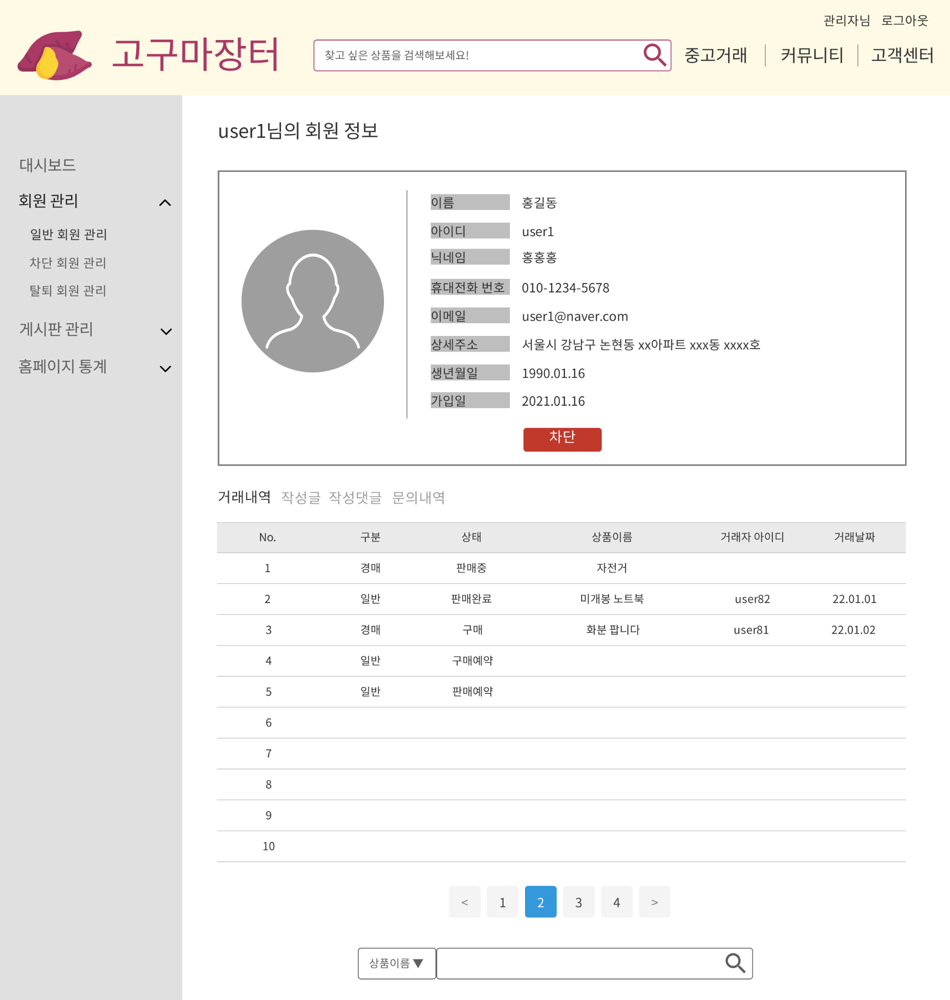 관리자님 로그아웃
고구마장터
찾고 싶은 상품을 검색해보세요!
중고거래 커뮤니티 고객센터
대시보드
회원 관리
일반 회원 관리
차단 회원 관리
탈퇴 회원 관리
게시판 관리
홈페이지 통계
user1님의 회원 정보
이름 홍길동
아이디 user1
닉네임 홍홍홍
휴대전화 번호 010-1234-5678
이메일 user1@naver.com
상세주소 서울시 강남구 논현동 xx아파트 xxx동 xxxx호
생년월일 1990.01.16
가입일 2021.01.16
차단
거래내역 작성글 작성댓글 문의내역
No. 구분 상태 상품이름 거래자 아이디 거래날짜
1 경매 판매중 자전거
2 일반 판매완료 미개봉 노트북 user82 22.01.01
3 경매 구매 화분 팝니다 user81 22.01.02
4 일반 구매예약
5 일반 판매예약
6
7
8
9
10
< 1 2 3 4 >
상품이름 ▼